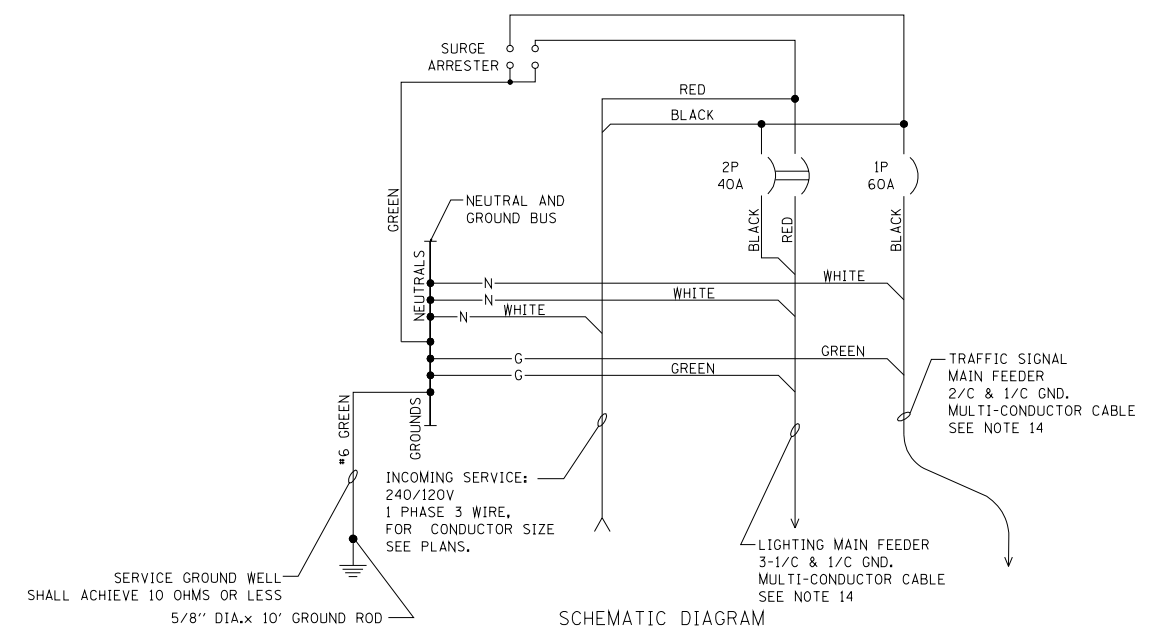 SURGE
ARRESTER
RED
BLACK
2P
40A
1P
60A
GREEN
NEUTRAL AND
GROUND BUS
BLACK
RED
BLACK
NEUTRALS
N
WHITE
N
WHITE
N
WHITE
G
GREEN
G
GREEN
TRAFFIC SIGNAL
MAIN FEEDER
2/C & 1/C GND.
MULTI-CONDUCTOR CABLE
SEE NOTE 14
#6 GREEN
GROUNDS
INCOMING SERVICE:
240/120V
1 PHASE 3 WIRE,
FOR CONDUCTOR SIZE
SEE PLANS.
LIGHTING MAIN FEEDER
3-1/C & 1/C GND.
MULTI-CONDUCTOR CABLE
SEE NOTE 14
SERVICE GROUND WELL
SHALL ACHIEVE 10 OHMS OR LESS
5/8'' DIA.x 10' GROUND ROD
SCHEMATIC DIAGRAM